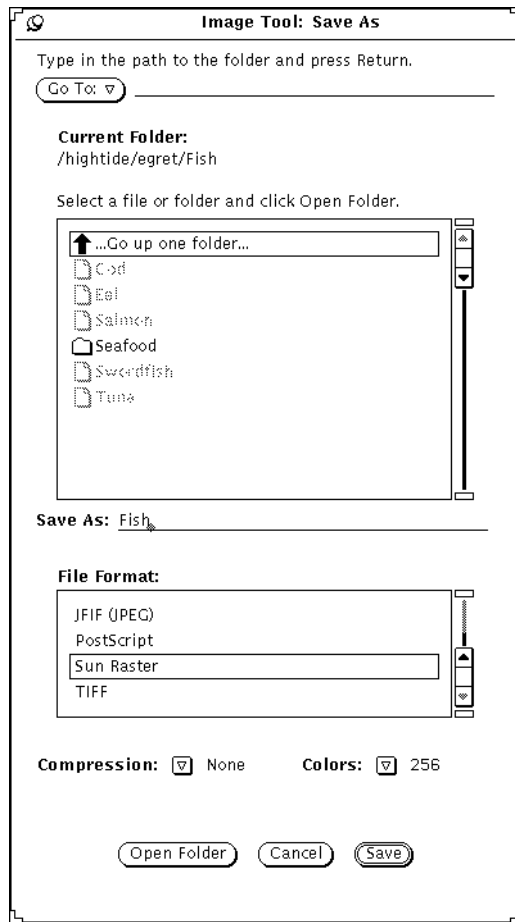 Image Tool: Save As
Type in the path to the folder and press Return.
Go To:
Current Folder:
/hightide/egret/Fish
Select a file or folder and click Open Folder.
...Go up one folder...
Cod
Eel
Salmon
Seafood
Swordfish
Tuna
Save As: Fish
File Format:
JFIF (JPEG)
PostScript
Sun Raster
TIFF
Compression: None Colors: 256
Open Folder Cancel Save